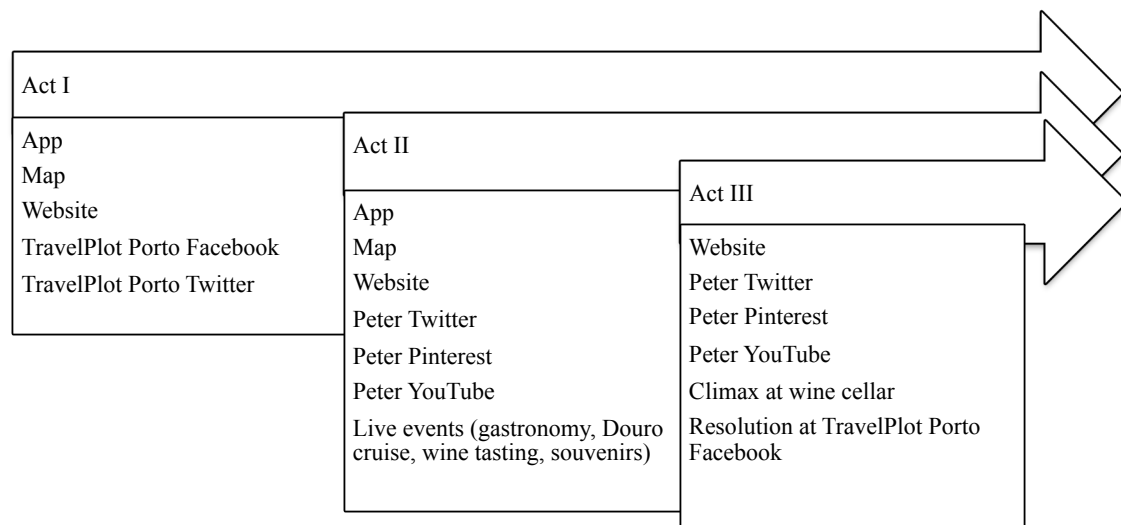 Act I
App
Map
Website
TravelPlot Porto Facebook
TravelPlot Porto Twitter
Act II
App
Map
Website
Peter Twitter
Peter Pinterest
Peter YouTube
Live events (gastronomy, Douro
cruise, wine tasting, souvenirs)
Act III
Website
Peter Twitter
Peter Pinterest
Peter YouTube
Climax at wine cellar
Resolution at TravelPlot Porto
Facebook